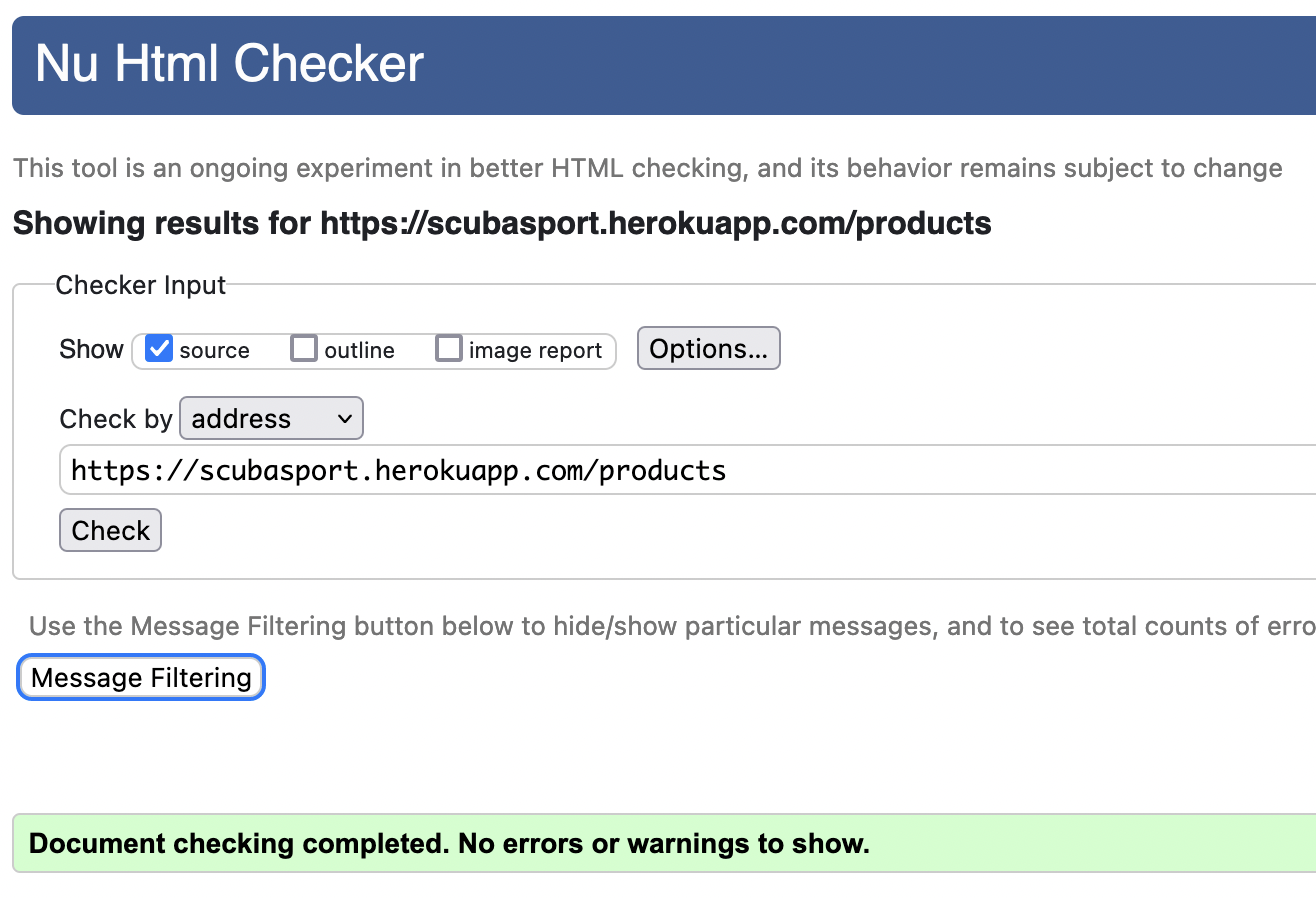 Nu Html Checker
This tool is an ongoing experiment in better HTML checking, and its behavior remains subject to change
Showing results for https://scubasport.herokuapp.com/products
Checker Input
Show source outline image report Options...
Check by address
https://scubasport.herokuapp.com/products
Check
Use the Message Filtering button below to hide/show particular messages, and to see total counts of erro
Message Filtering
Document checking completed. No errors or warnings to show.